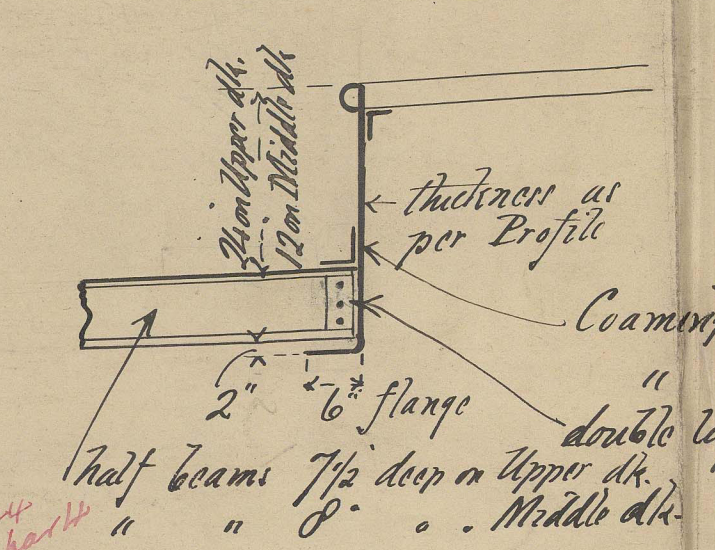 24 on Upper dk.
12 on Middle dk
thickness as
per Profile
Coaming
"
2"
6" flange
double
half beams 7½ deep on Upper dk.
" " 8" " " Middle dk.